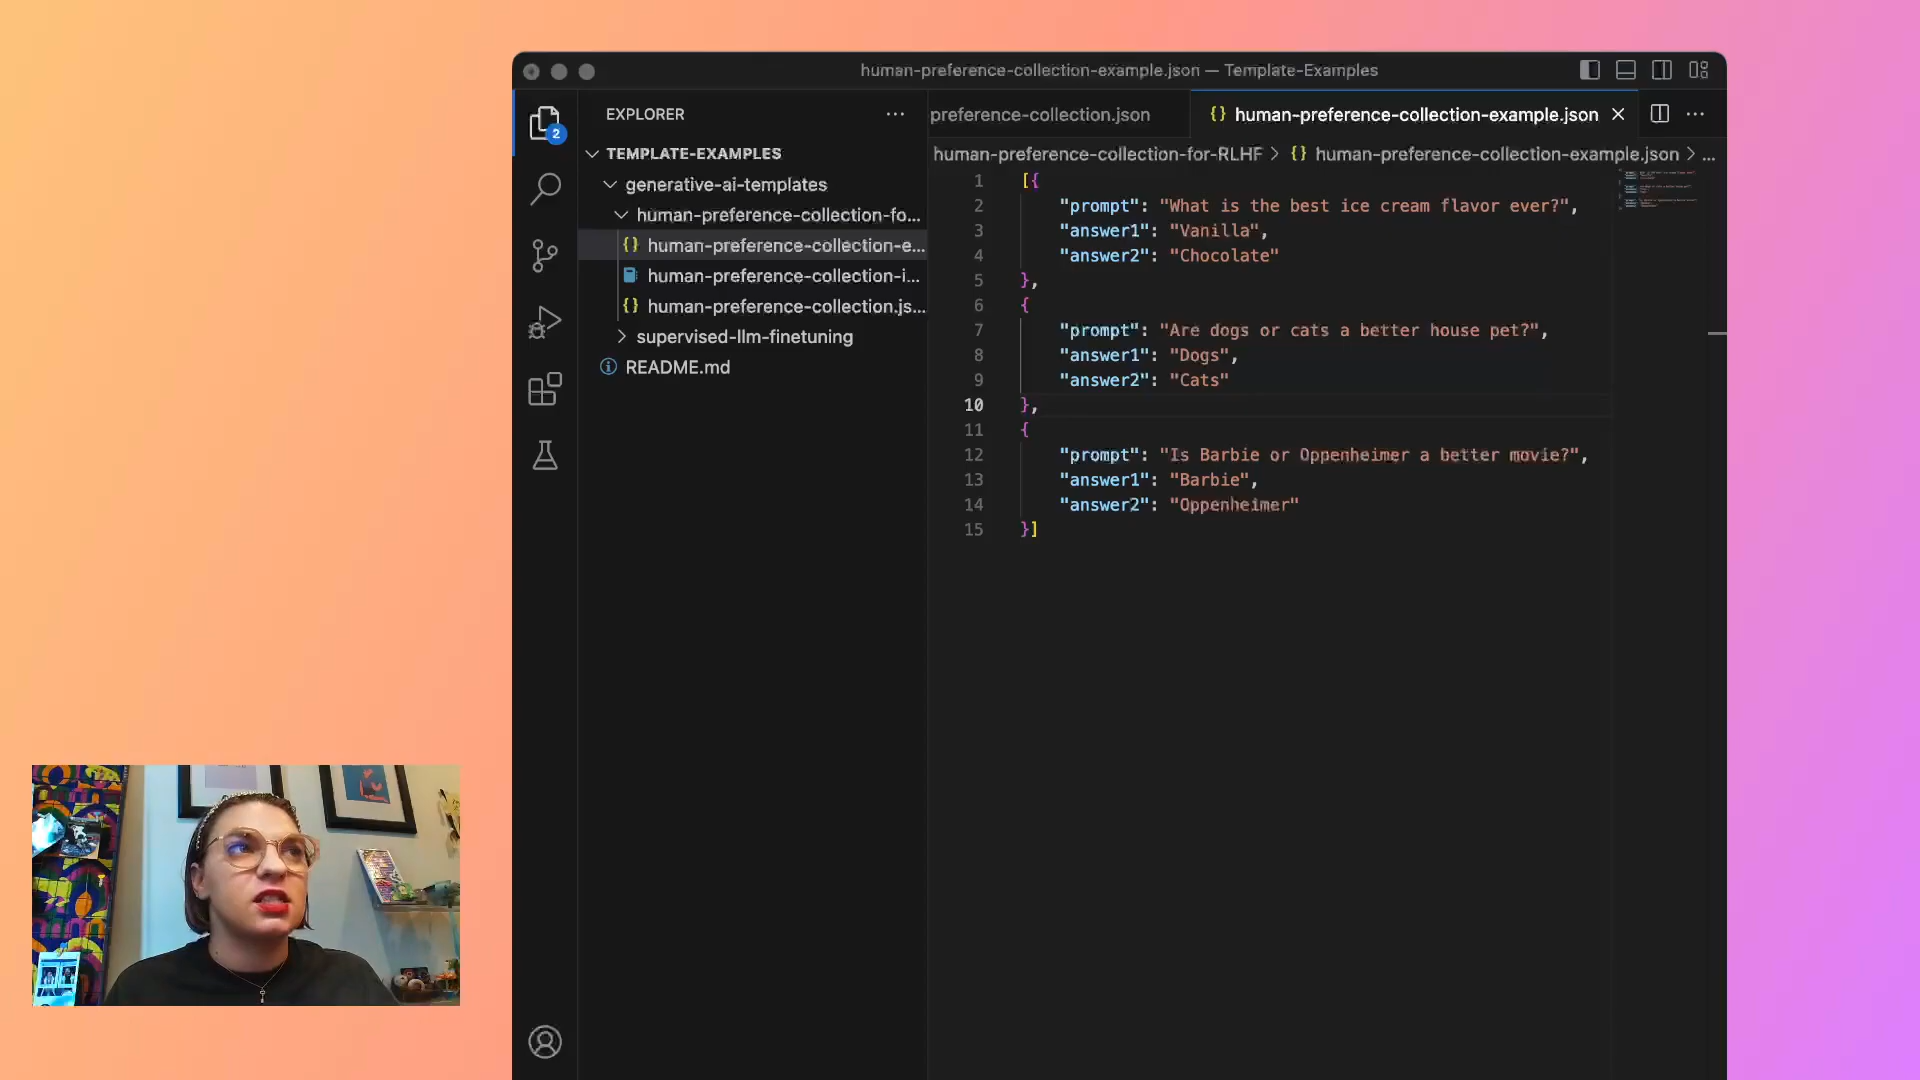 human-preference-collection-example.json — Template-Examples
EXPLORER
2
TEMPLATE-EXAMPLES
generative-ai-templates
human-preference-collection-fo...
human-preference-collection-e...
human-preference-collection-i...
human-preference-collection.js...
supervised-llm-finetuning
README.md
preference-collection.json
human-preference-collection-example.json
human-preference-collection-for-RLHF > {} human-preference-collection-example.json > ...
1 [{
2 "prompt": "What is the best ice cream flavor ever?",
3 "answer1": "Vanilla",
4 "answer2": "Chocolate"
5 },
6 {
7 "prompt": "Are dogs or cats a better house pet?",
8 "answer1": "Dogs",
9 "answer2": "Cats"
10 },
11 {
12 "prompt": "Is Barbie or Oppenheimer a better movie?",
13 "answer1": "Barbie",
14 "answer2": "Oppenheimer"
15 }]